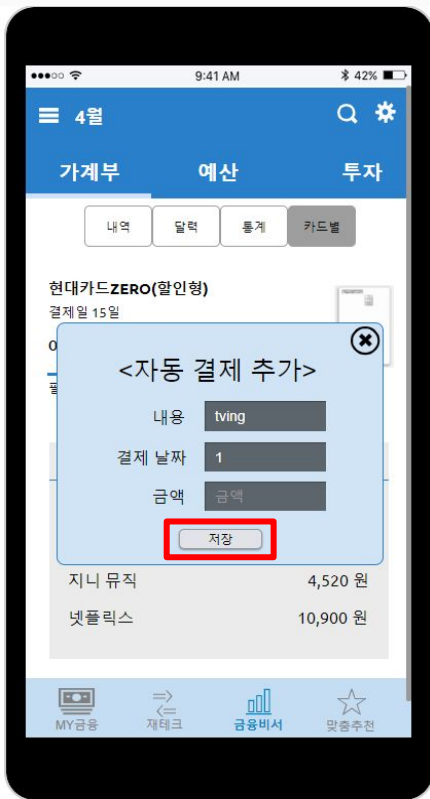 9:41 AM 42%
4월
가계부 예산 투자
내역 달력 통계 카드별
현대카드ZERO(할인형)
결제일 15일
<자동 결제 추가>
내용 tving
결제 날짜 1
금액 금액
저장
지니 뮤직 4,520 원
넷플릭스 10,900 원
MY금융 재테크 금융비서 맞춤추천